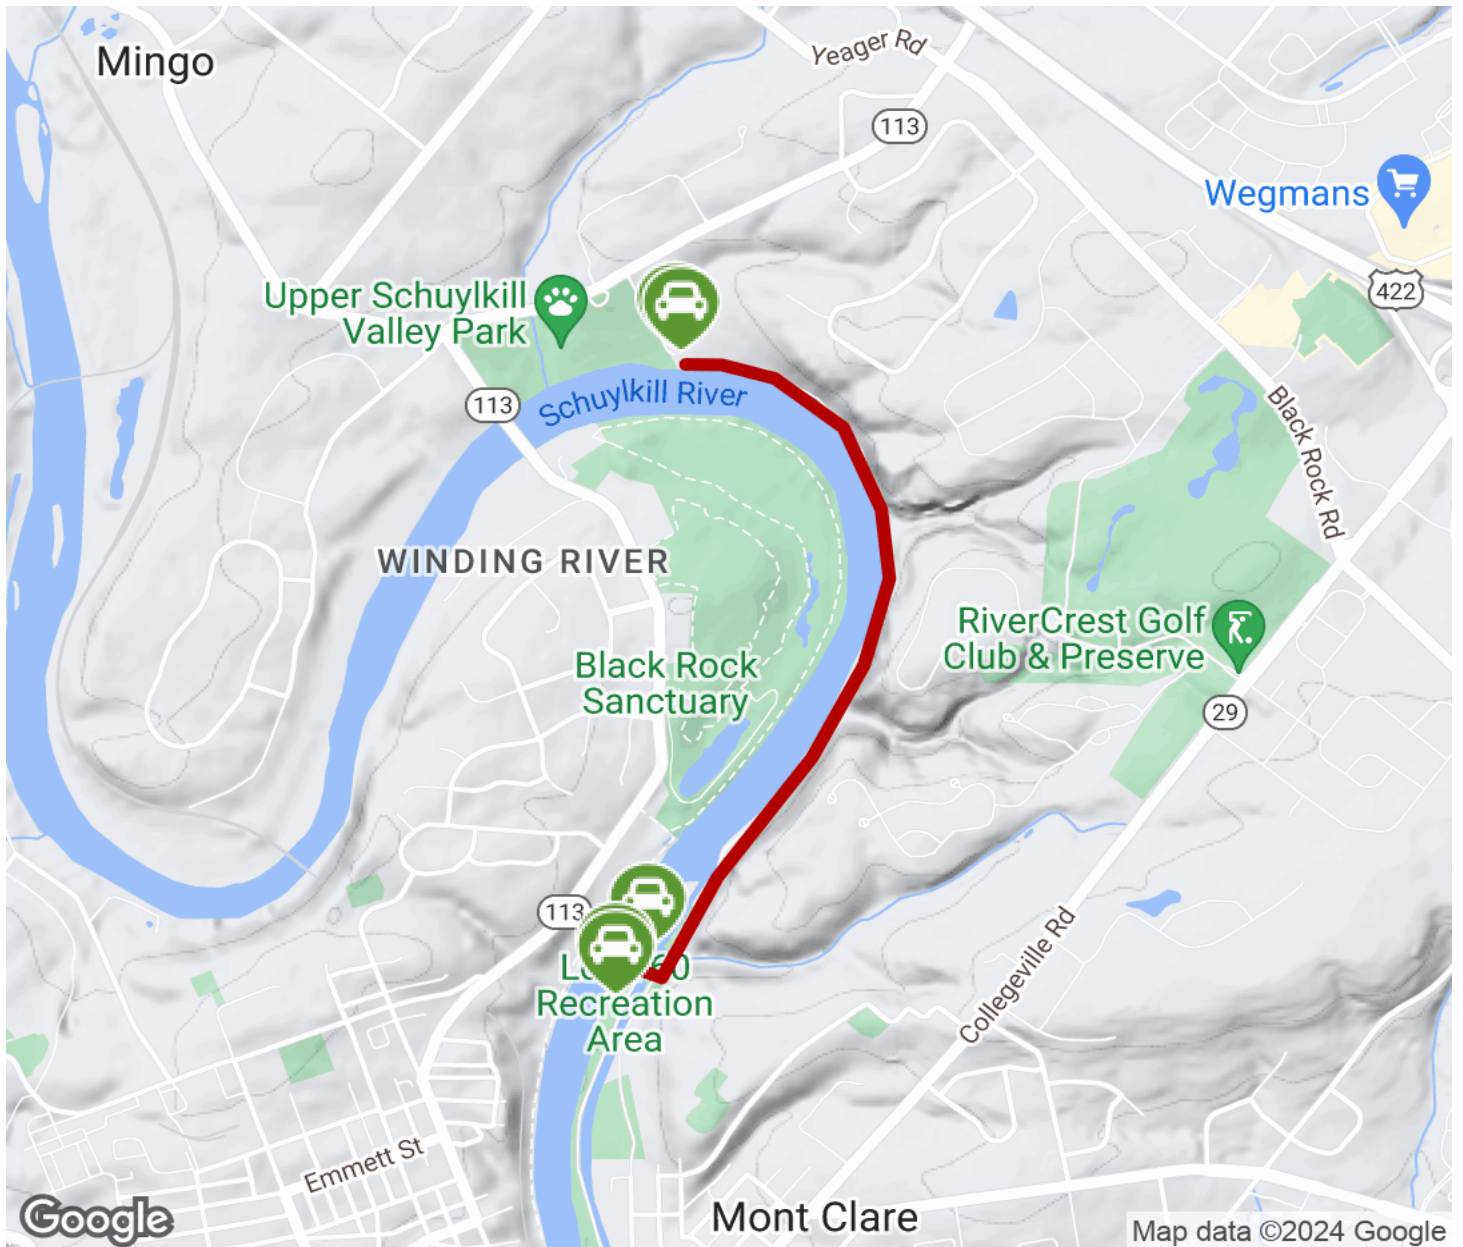 Mingo
Yeager Rd
113
Wegmans
422
Upper Schuylkill
Valley Park
113
Schuylkill River
Black Rock Rd
WINDING RIVER
RiverCrest Golf
Club & Preserve
Black Rock
Sanctuary
29
113
60
Recreation
Area
Collegeville Rd
Emmett St
Mont Clare
Google
Map data ©2024 Google